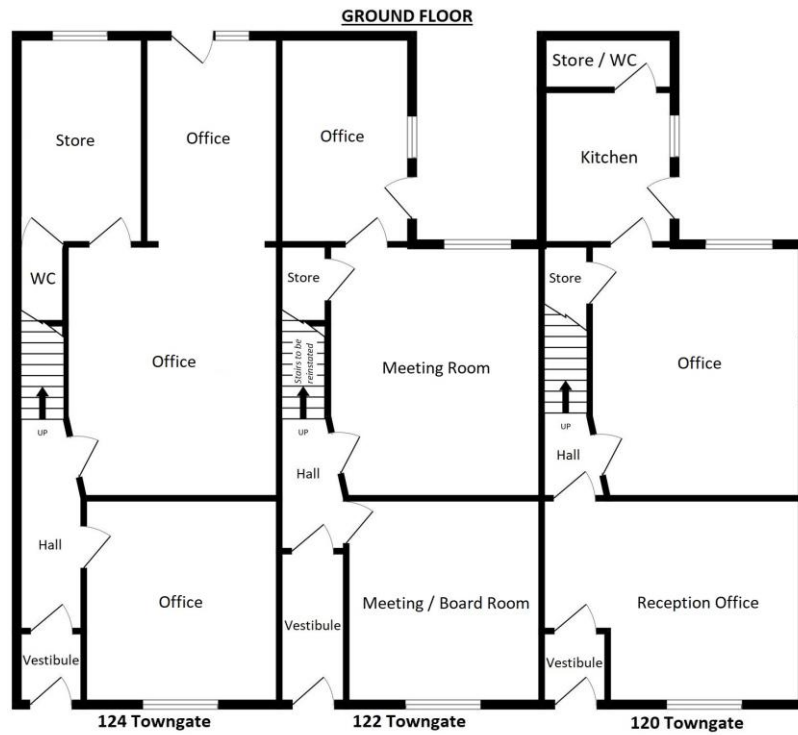 GROUND FLOOR
Store
Office
Office
Store / WC
Kitchen
WC
Store
Store
Office
Stairs to be
reinstated
Meeting Room
Office
UP
UP
UP
Hall
Hall
Hall
Office
Meeting / Board Room
Reception Office
Vestibule
Vestibule
Vestibule
124 Towngate
122 Towngate
120 Towngate